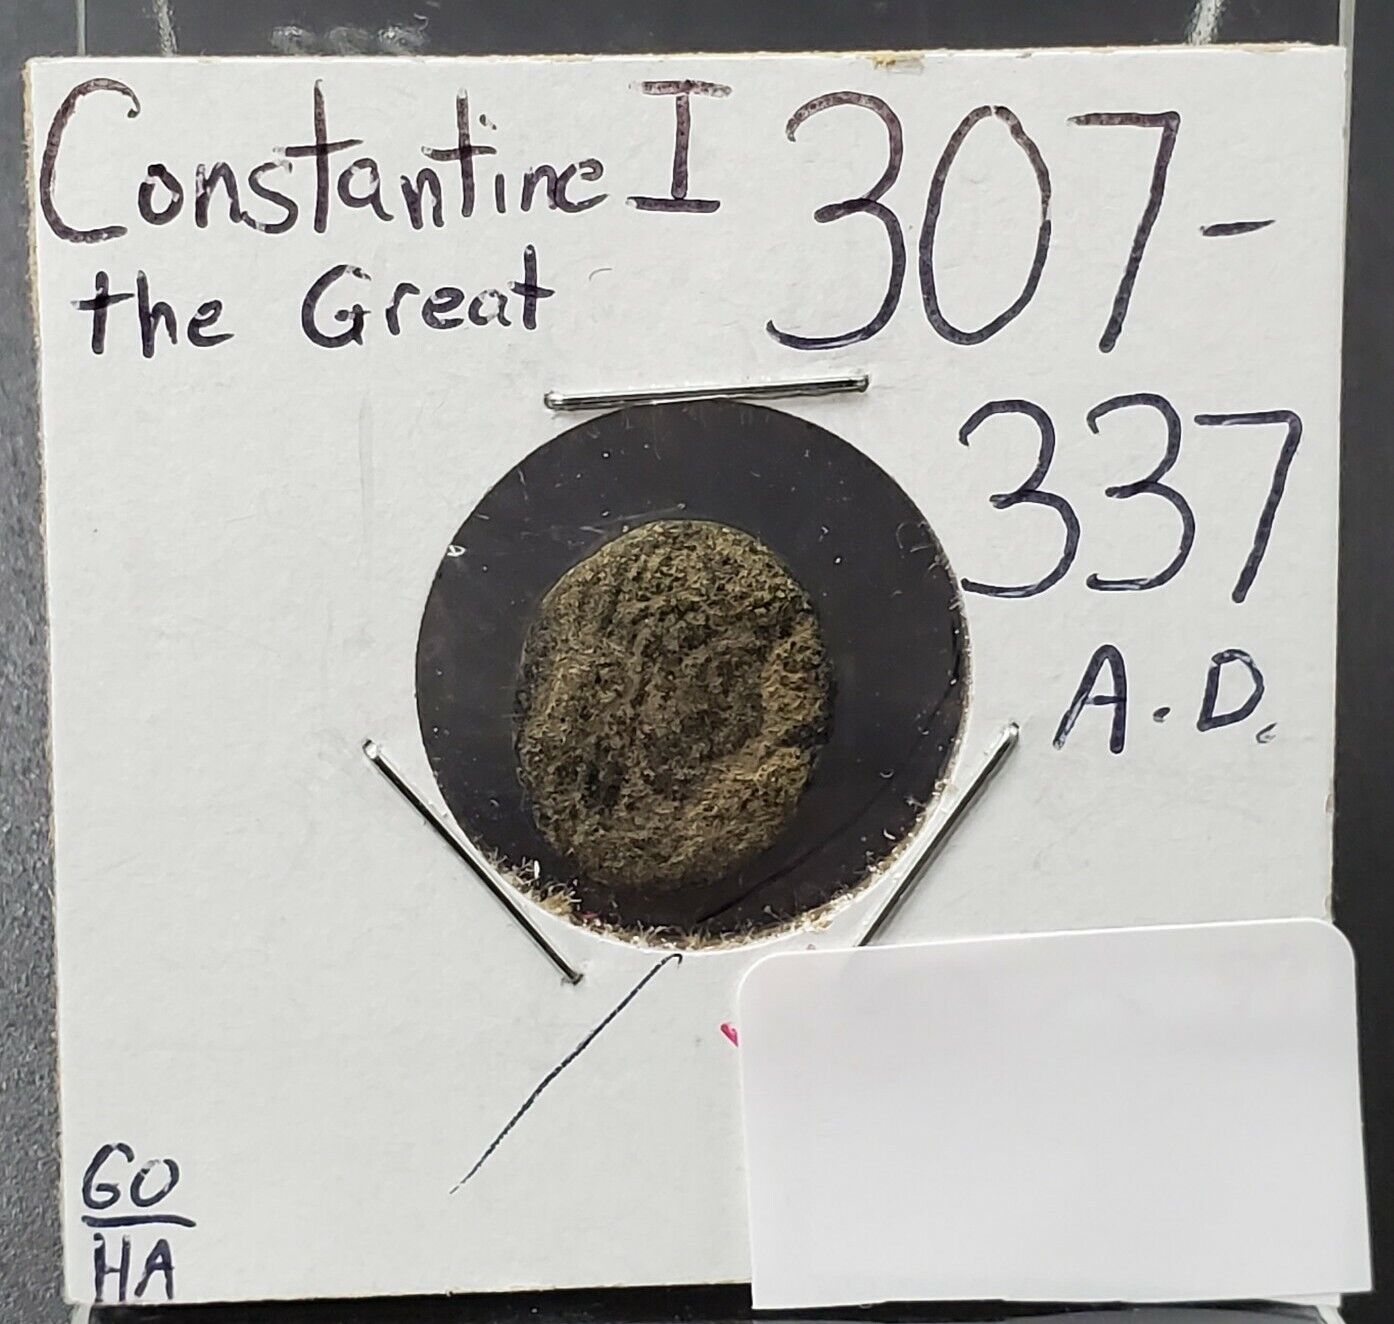 Constantine I 307-
the Great
337
A.D.
GO
HA